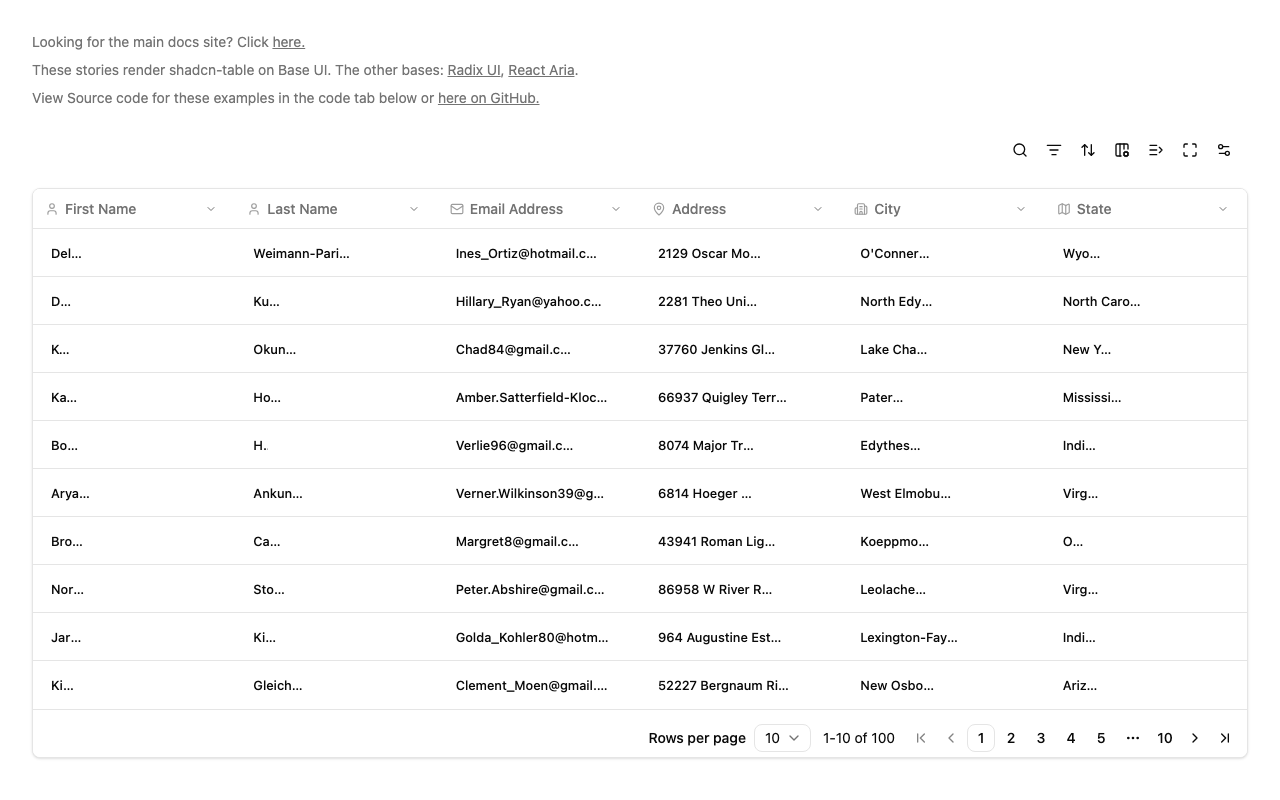 Looking for the main docs site? Click here.
These stories render shadcn-table on Base UI. The other bases: Radix UI, React Aria.
View Source code for these examples in the code tab below or here on GitHub.
First Name Last Name Email Address Address City State
Del... Weimann-Pari... Ines_Ortiz@hotmail.c... 2129 Oscar Mo... O'Conner... Wyo...
D... Ku... Hillary_Ryan@yahoo.c... 2281 Theo Uni... North Edy... North Caro...
K... Okun... Chad84@gmail.c... 37760 Jenkins Gl... Lake Cha... New Y...
Ka... Ho... Amber.Satterfield-Kloc... 66937 Quigley Terr... Pater... Mississi...
Bo... H. Verlie96@gmail.c... 8074 Major Tr... Edythes... Indi...
Arya... Ankun... Verner.Wilkinson39@g... 6814 Hoeger ... West Elmobu... Virg...
Bro... Ca... Margret8@gmail.c... 43941 Roman Lig... Koeppmo... O...
Nor... Sto... Peter.Abshire@gmail.c... 86958 W River R... Leolache... Virg...
Jar... Ki... Golda_Kohler80@hotm... 964 Augustine Est... Lexington-Fay... Indi...
Ki... Gleich... Clement_Moen@gmail.... 52227 Bergnaum Ri... New Osbo... Ariz...
Rows per page 10 1-10 of 100 1 2 3 4 5 ... 10